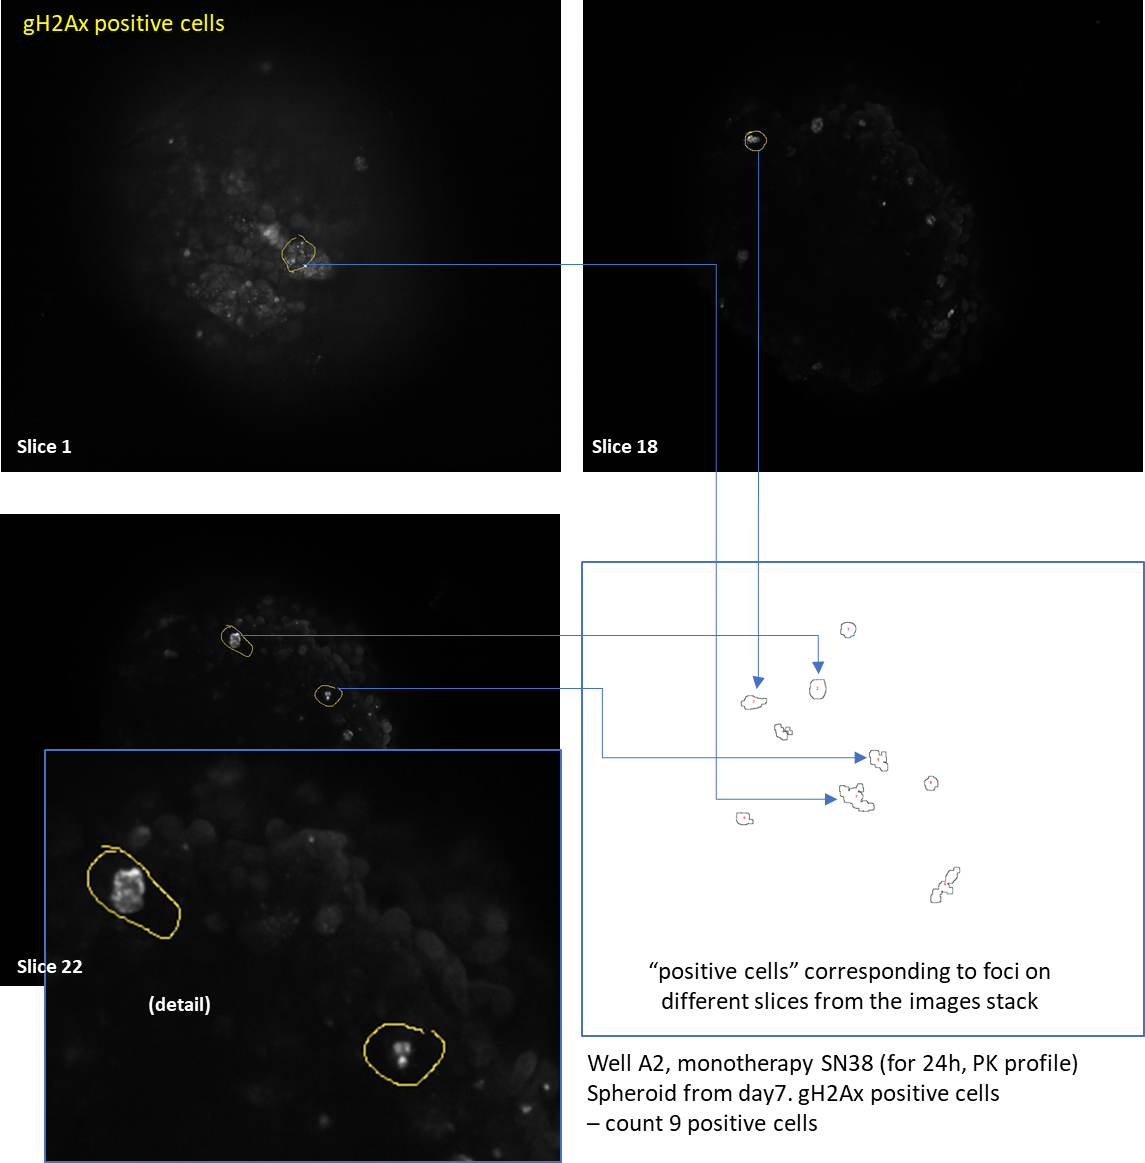 gH2Ax positive cells
Slice 1
Slice 18
Slice 22
(detail)
“positive cells” corresponding to foci on
different slices from the images stack
Well A2, monotherapy SN38 (for 24h, PK profile)
Spheroid from day7. gH2Ax positive cells
– count 9 positive cells